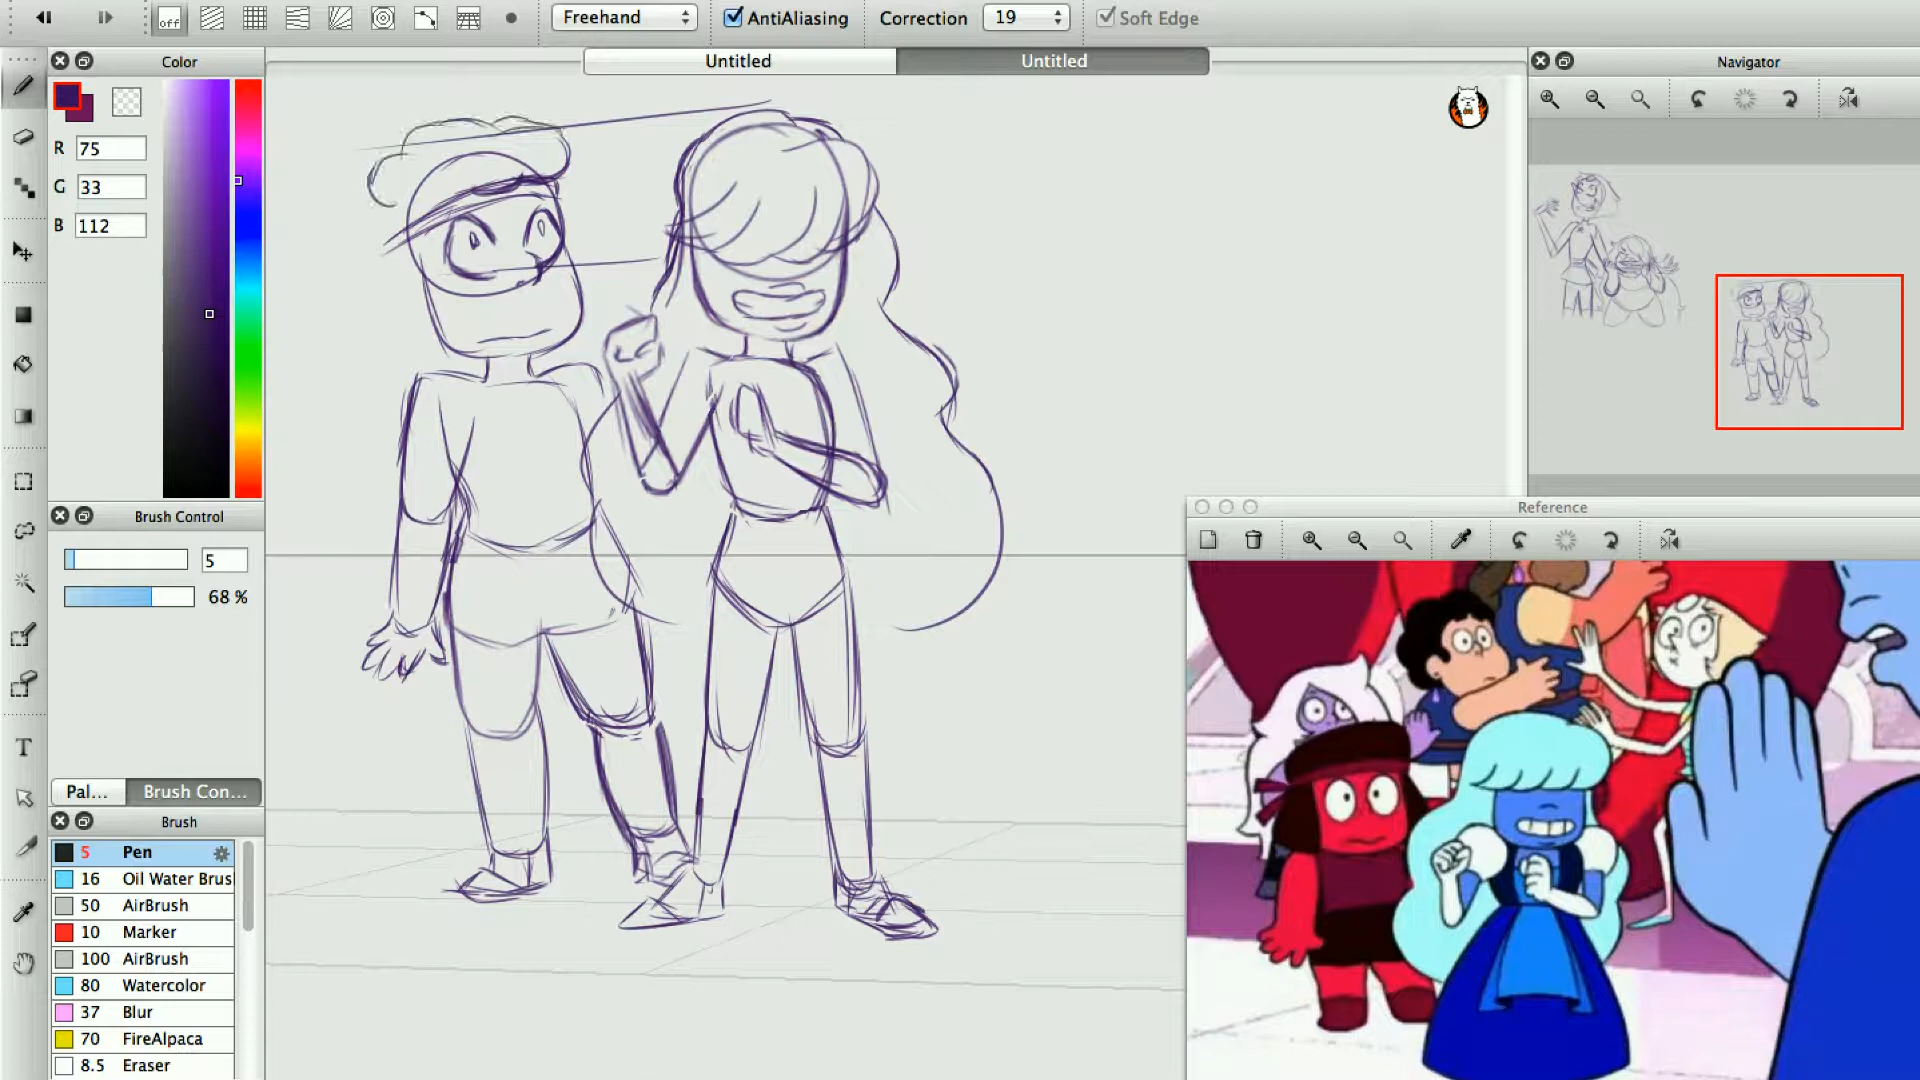 off
Freehand
AntiAliasing
Correction
19
Soft Edge
Color
Untitled
Untitled
Navigator
R 75
G 33
B 112
Brush Control
5
68 %
Reference
Pal...
Brush Con...
Brush
5 Pen
16 Oil Water Brus
50 AirBrush
10 Marker
100 AirBrush
80 Watercolor
37 Blur
70 FireAlpaca
8.5 Eraser
T